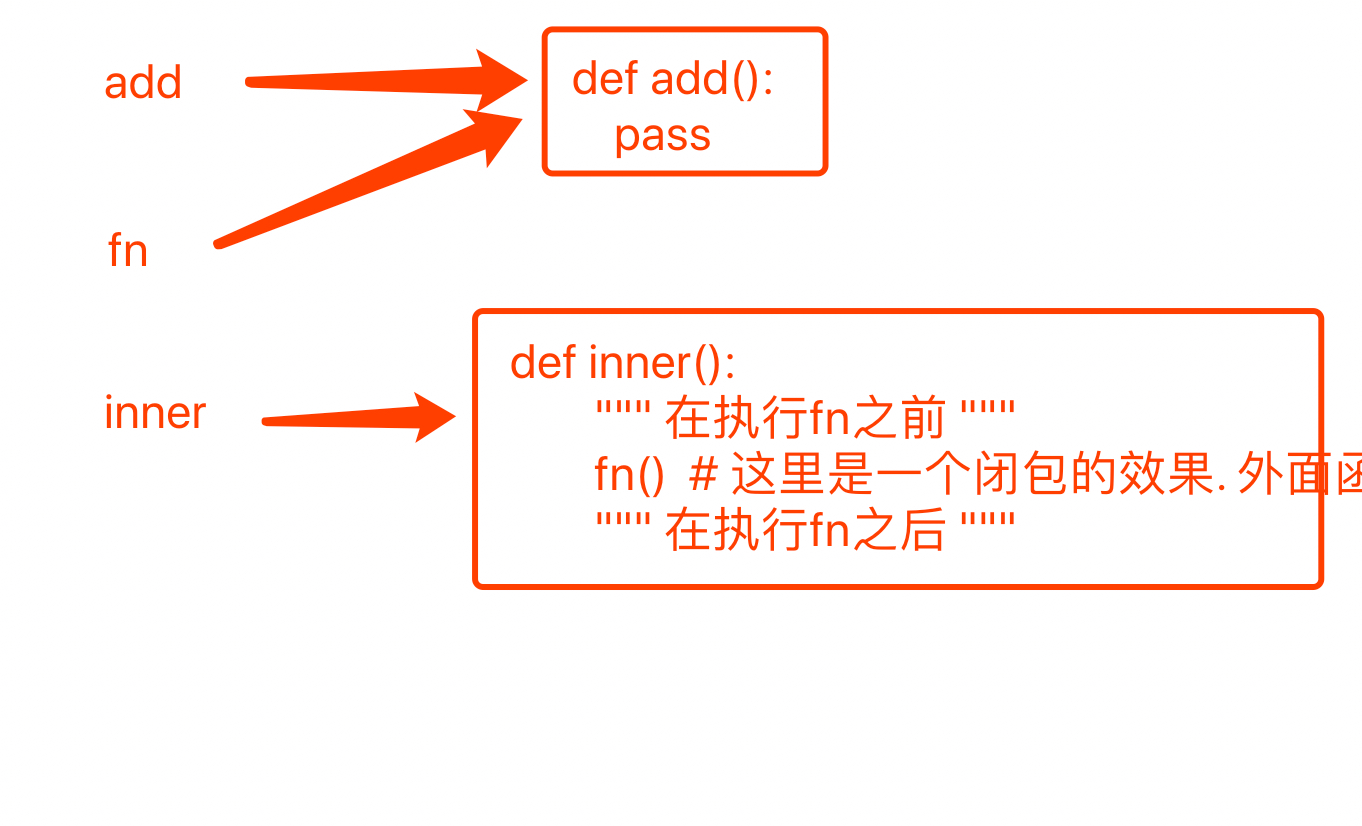 add
def add():
pass
fn
inner
def inner():
""" 在执行fn之前 """
fn() # 这里是一个闭包的效果. 外面
""" 在执行fn之后 """